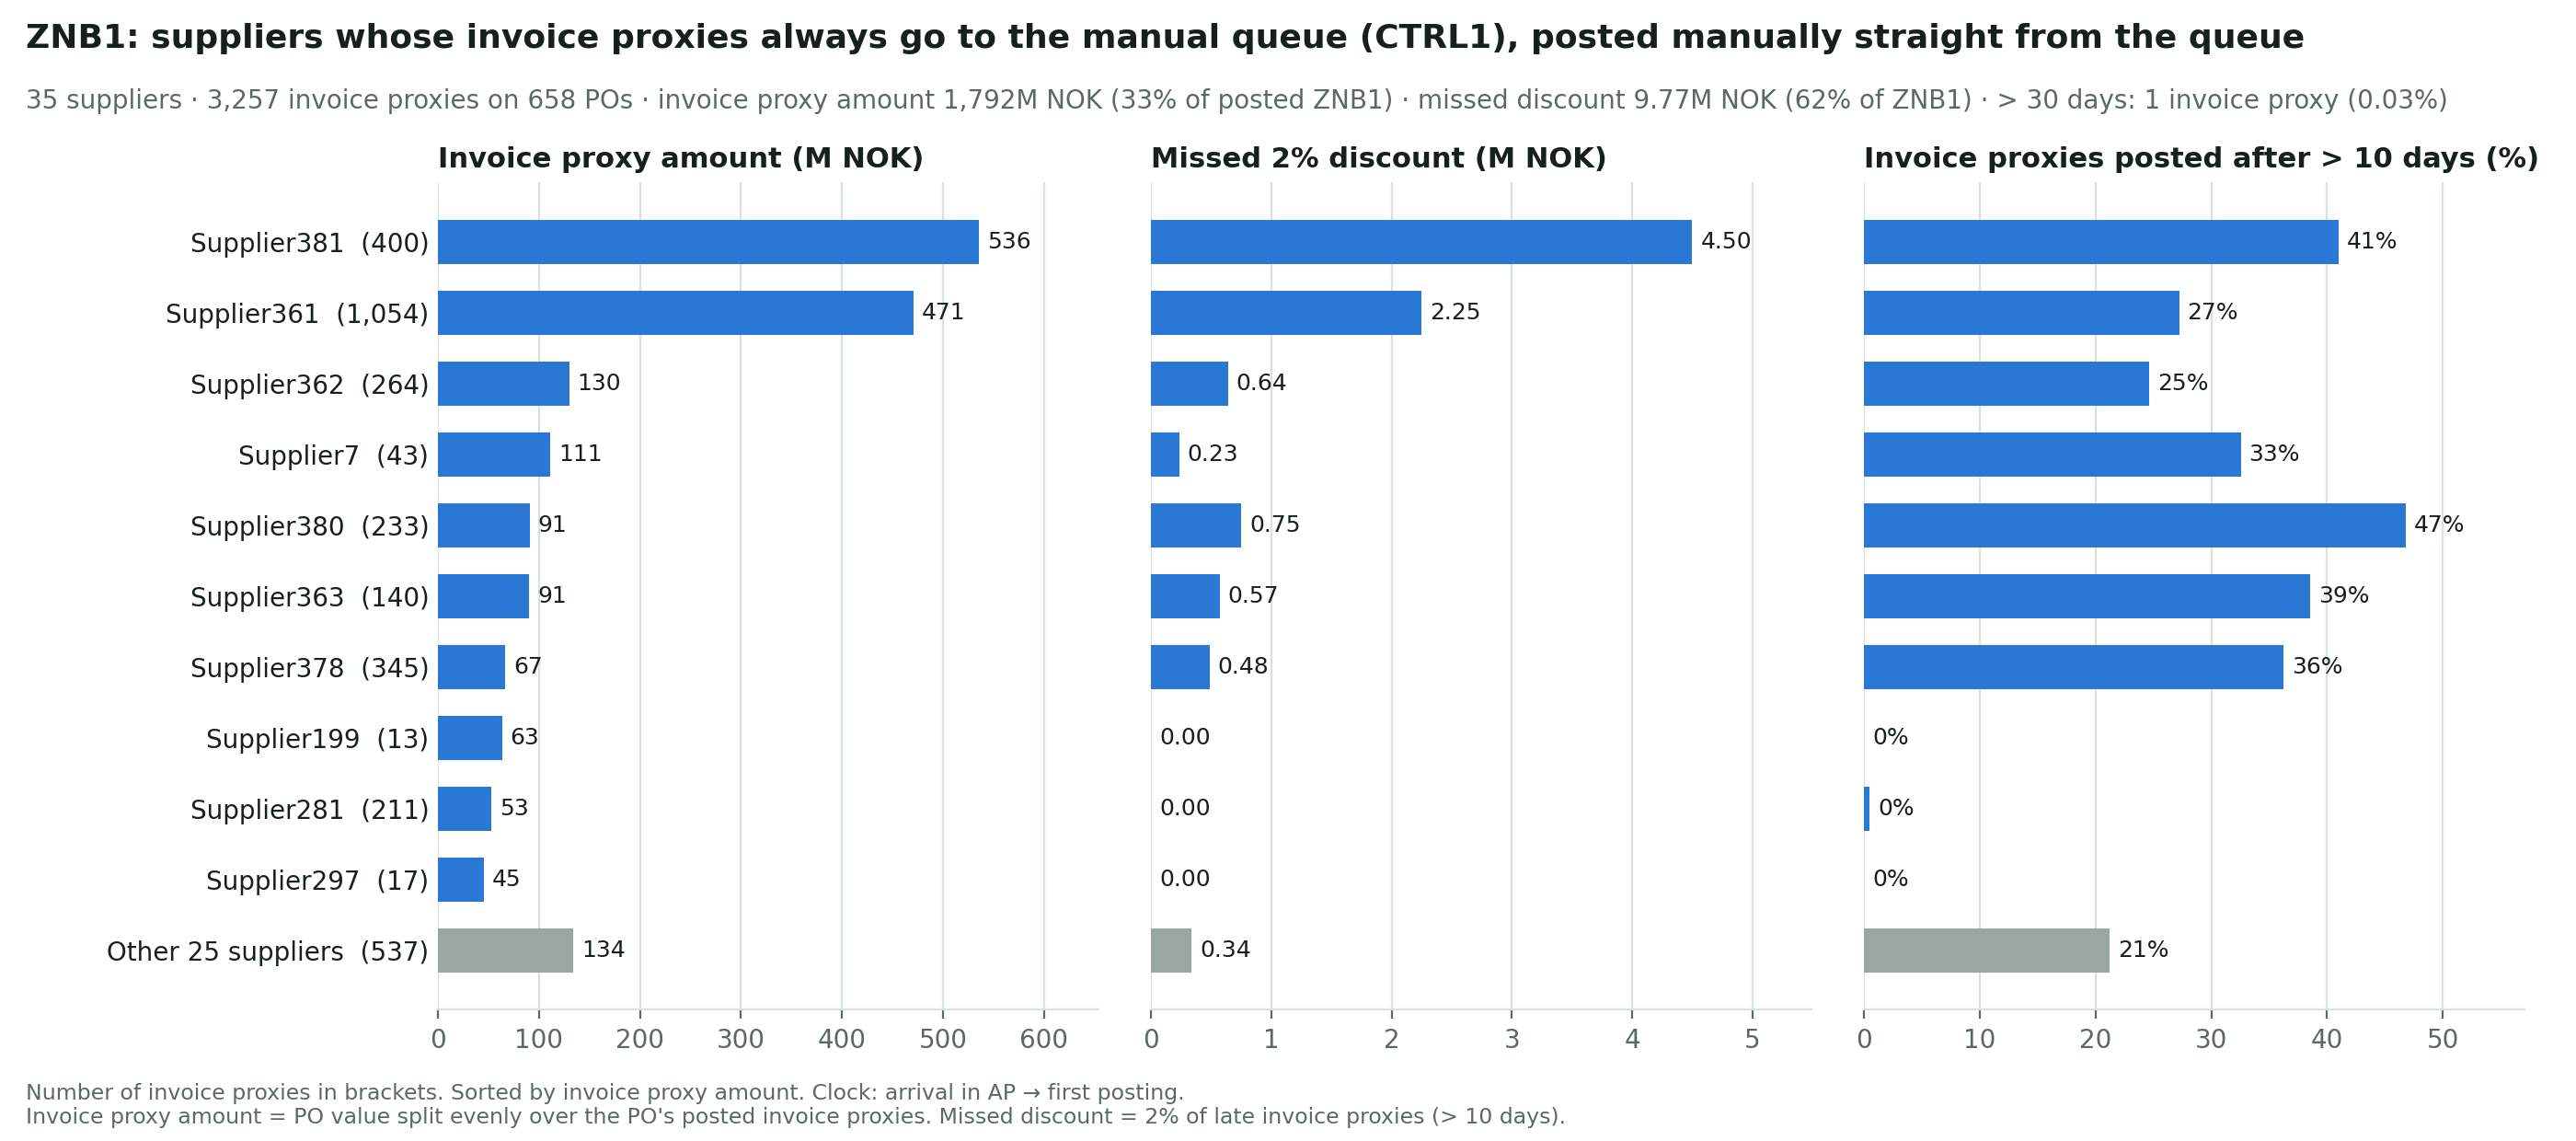 ZNB1: suppliers whose invoice proxies always go to the manual queue (CTRL1), posted manually straight from the queue
35 suppliers · 3,257 invoice proxies on 658 POs · invoice proxy amount 1,792M NOK (33% of posted ZNB1) · missed discount 9.77M NOK (62% of ZNB1) · > 30 days: 1 invoice proxy (0.03%)
Invoice proxy amount (M NOK) Missed 2% discount (M NOK) Invoice proxies posted after > 10 days (%)
Supplier381 (400) 536 4.50 41%
Supplier361 (1,054) 471 2.25 27%
Supplier362 (264) 130 0.64 25%
Supplier7 (43) 111 0.23 33%
Supplier380 (233) 91 0.75 47%
Supplier363 (140) 91 0.57 39%
Supplier378 (345) 67 0.48 36%
Supplier199 (13) 63 0.00 0%
Supplier281 (211) 53 0.00 0%
Supplier297 (17) 45 0.00 0%
Other 25 suppliers (537) 134 0.34 21%
0 100 200 300 400 500 600 0 1 2 3 4 5 0 10 20 30 40 50
Number of invoice proxies in brackets. Sorted by invoice proxy amount. Clock: arrival in AP → first posting.
Invoice proxy amount = PO value split evenly over the PO's posted invoice proxies. Missed discount = 2% of late invoice proxies (> 10 days).